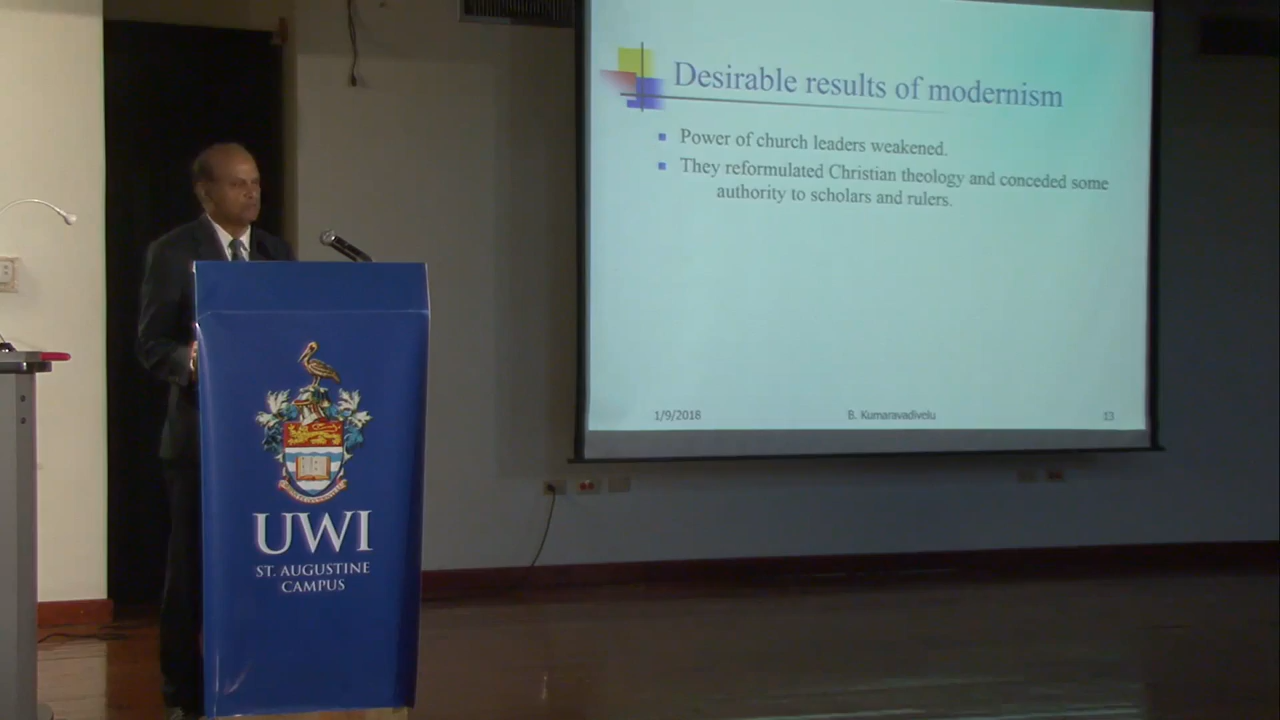 Desirable results of modernism
Power of church leaders weakened.
They reformulated Christian theology and conceded some
authority to scholars and rulers.
1/9/2018
B. Kumaravadivelu
13
UWI
ST. AUGUSTINE
CAMPUS